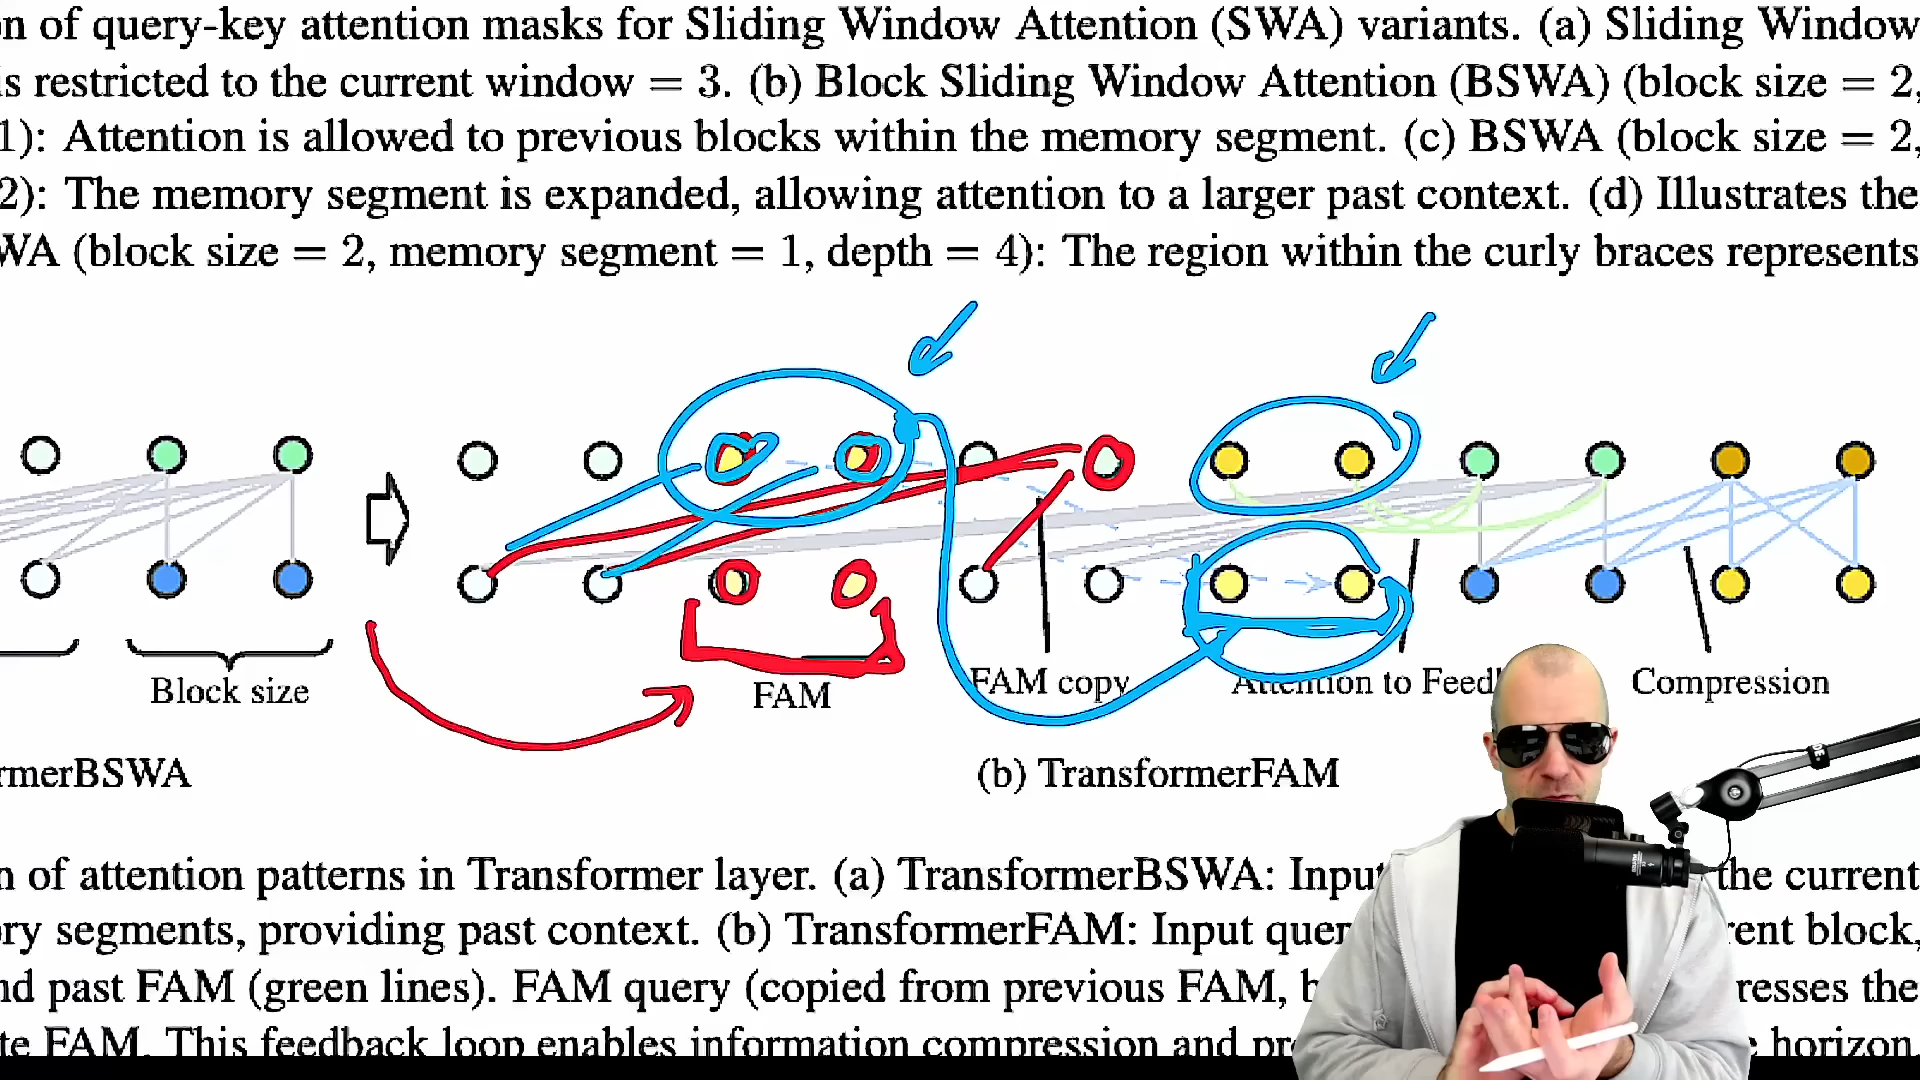 n of query-key attention masks for Sliding Window Attention (SWA) variants. (a) Sliding Window
is restricted to the current window = 3. (b) Block Sliding Window Attention (BSWA) (block size = 2,
1): Attention is allowed to previous blocks within the memory segment. (c) BSWA (block size = 2,
2): The memory segment is expanded, allowing attention to a larger past context. (d) Illustrates the
WA (block size = 2, memory segment = 1, depth = 4): The region within the curly braces represents
Block size
FAM
FAM copy
Attention to Feed
Compression
rmerBSWA
(b) TransformerFAM
n of attention patterns in Transformer layer. (a) TransformerBSWA: Input the current
ry segments, providing past context. (b) TransformerFAM: Input quer rent block,
nd past FAM (green lines). FAM query (copied from previous FAM, b resses the
te FAM. This feedback loop enables information compression and pr horizon.